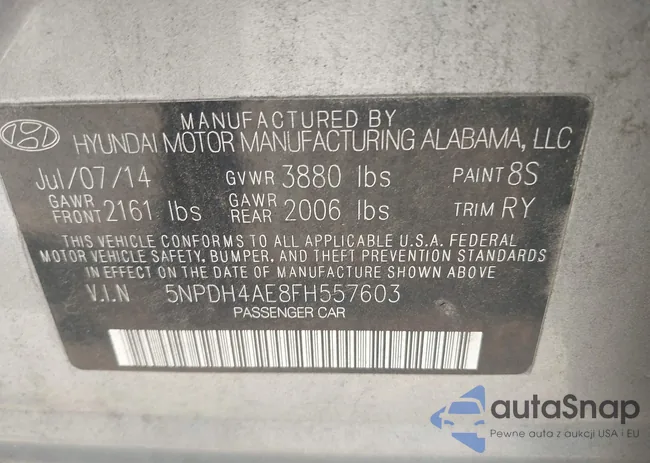 MANUFACTURED BY
HYUNDAI MOTOR MANUFACTURING ALABAMA, LLC
Jul/07/14 GVWR 3880 lbs PAINT 8S
GAWR FRONT 2161 lbs GAWR REAR 2006 lbs TRIM RY
THIS VEHICLE CONFORMS TO ALL APPLICABLE U.S.A. FEDERAL
MOTOR VEHICLE SAFETY, BUMPER, AND THEFT PREVENTION STANDARDS
IN EFFECT ON THE DATE OF MANUFACTURE SHOWN ABOVE
V.I.N 5NPDH4AE8FH557603
PASSENGER CAR
autaSnap
Pewne auta z aukcji USA i EU